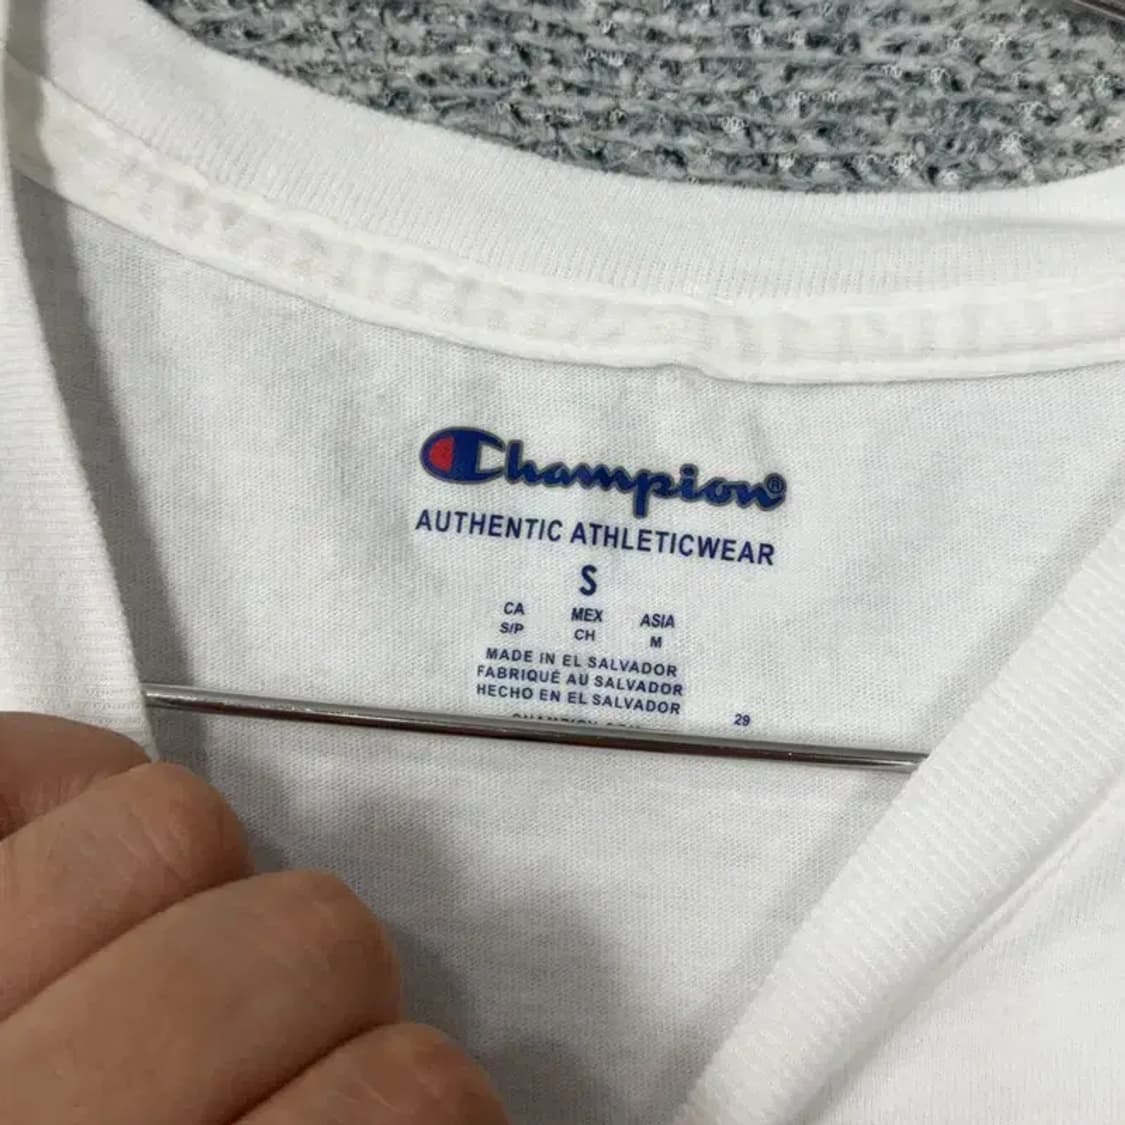 Champion®
AUTHENTIC ATHLETICWEAR
S
CA MEX ASIA
S/P CH M
MADE IN EL SALVADOR
FABRIQUÉ AU SALVADOR
HECHO EN EL SALVADOR
29